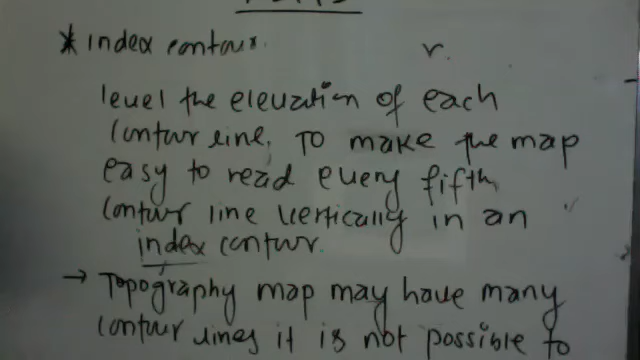 * Index contour.
level the elevation of each
contour line. To make the map
easy to read every fifth
contour line vertically in an
index contour.
→ Topography map may have many
contour lines it is not possible to